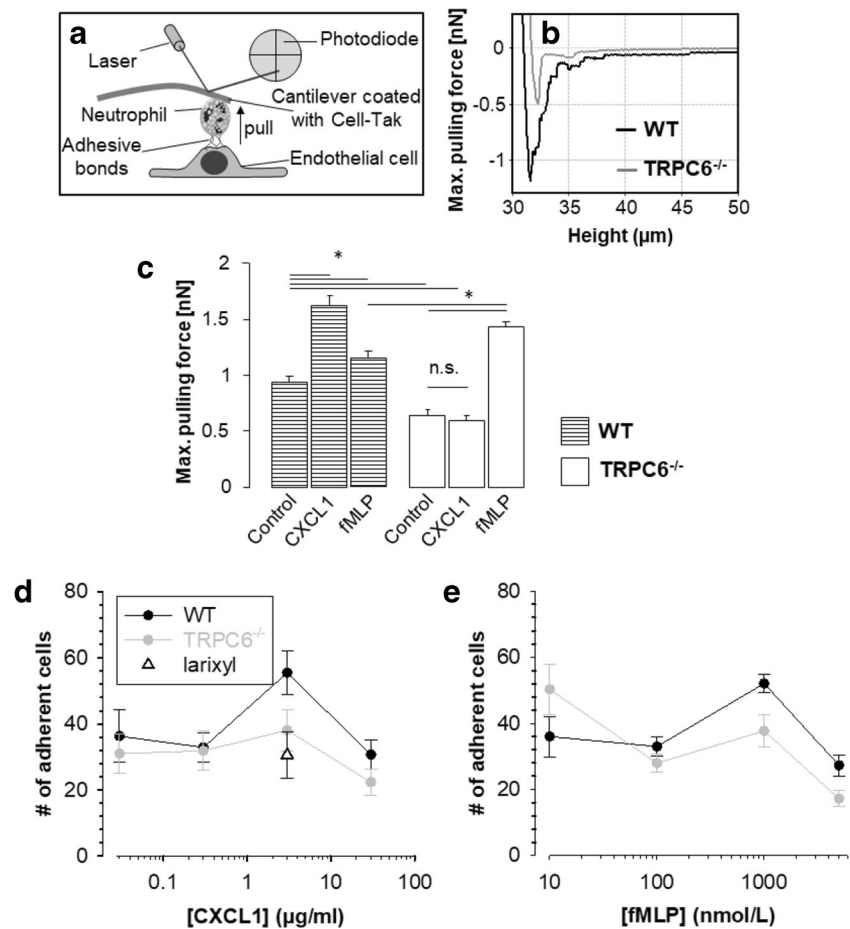 a
Laser
Photodiode
Neutrophil
Cantilever coated
with Cell-Tak
pull
Adhesive
bonds
Endothelial cell
b
Max. pulling force [nN]
0
-0.5
-1
WT
TRPC6-/-
30 35 40 45 50
Height (µm)
c
Max. pulling force [nN]
2
1.5
1
0.5
0
*
*
n.s.
Control
CXCL1
fMLP
Control
CXCL1
fMLP
WT
TRPC6-/-
d
# of adherent cells
80
60
40
20
0
WT
TRPC6-/-
larixyl
0.1 1 10 100
[CXCL1] (µg/ml)
e
# of adherent cells
80
60
40
20
0
10 100 1000
[fMLP] (nmol/L)